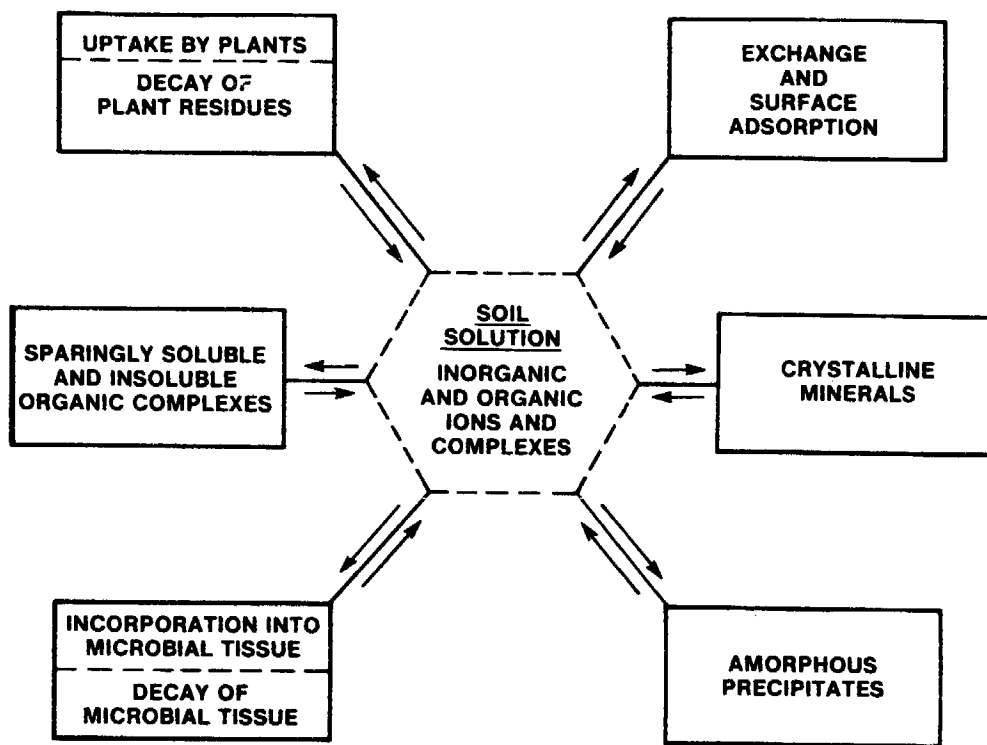 UPTAKE BY PLANTS
DECAY OF
PLANT RESIDUES
EXCHANGE
AND
SURFACE
ADSORPTION
SOIL
SOLUTION
INORGANIC
AND ORGANIC
IONS AND
COMPLEXES
SPARINGLY SOLUBLE
AND INSOLUBLE
ORGANIC COMPLEXES
CRYSTALLINE
MINERALS
INCORPORATION INTO
MICROBIAL TISSUE
DECAY OF
MICROBIAL TISSUE
AMORPHOUS
PRECIPITATES